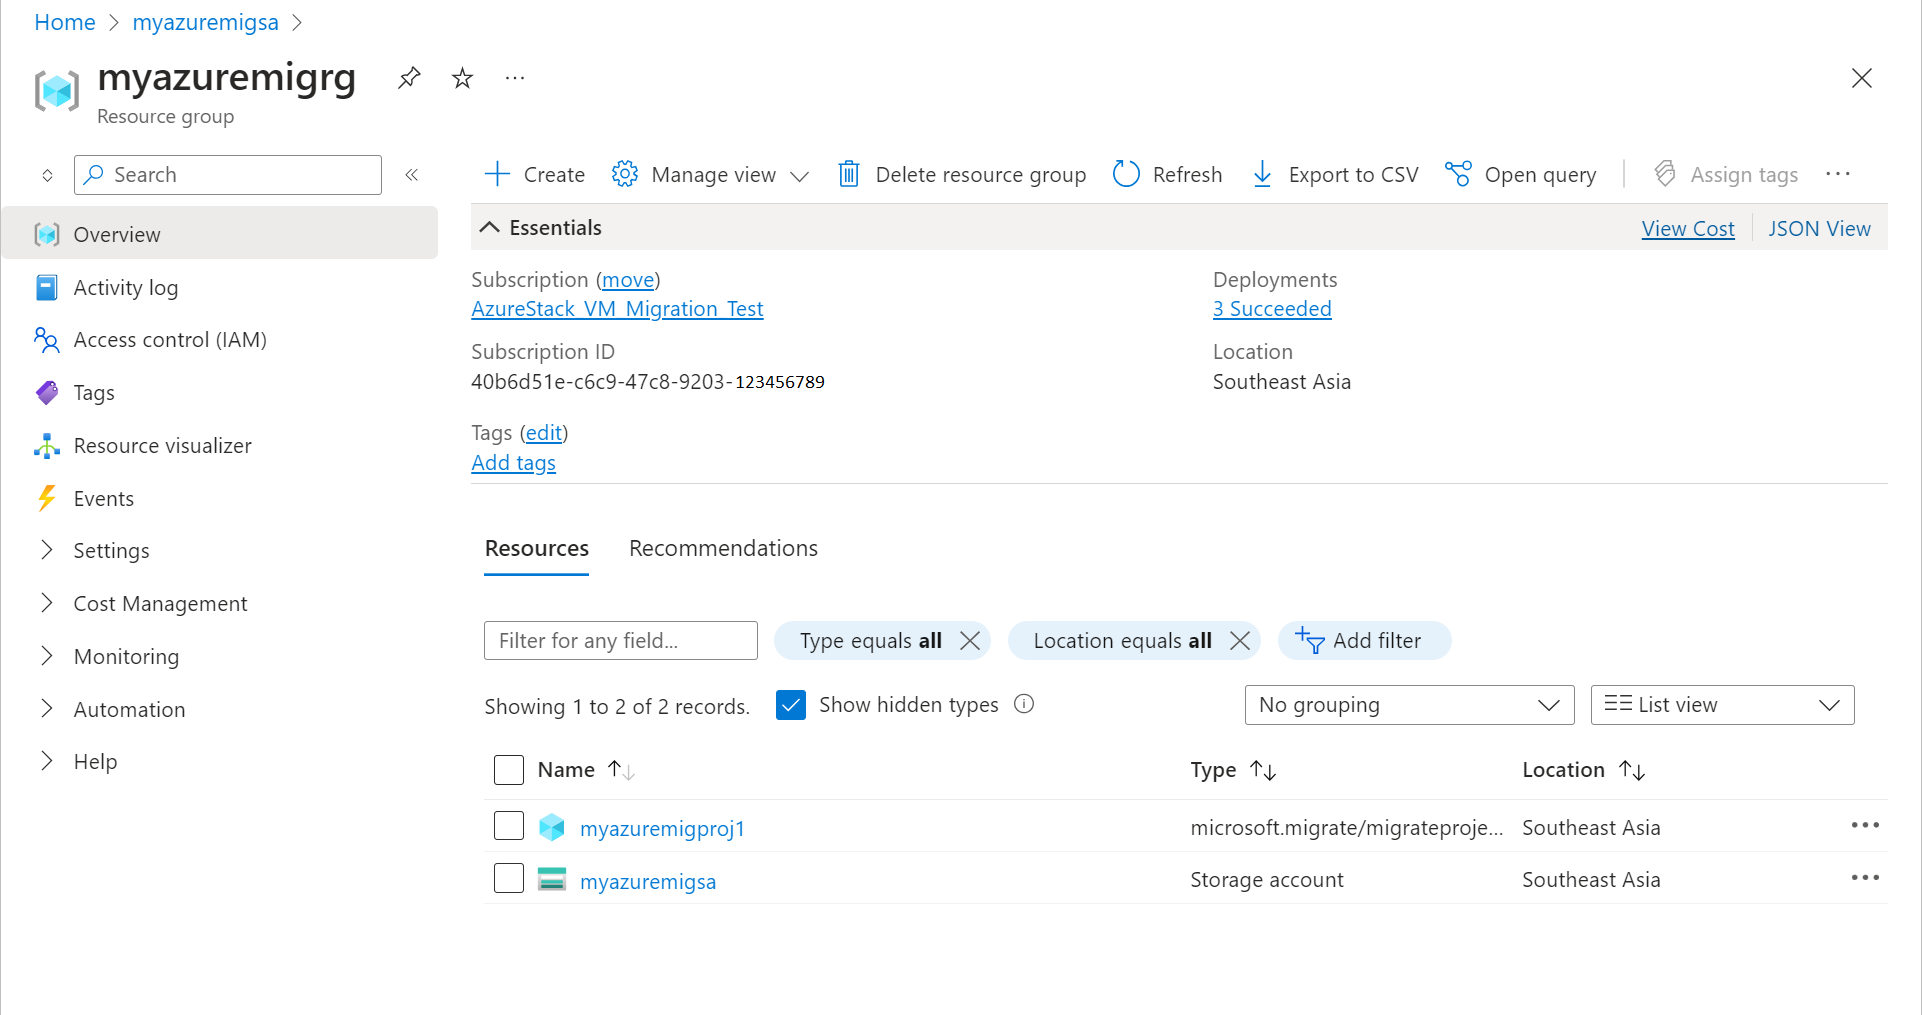 Home > myazuremigsa >
myazuremigrg ...
Resource group
Search «
Overview
Activity log
Access control (IAM)
Tags
Resource visualizer
Events
Settings
Cost Management
Monitoring
Automation
Help
Create Manage view Delete resource group Refresh Export to CSV Open query Assign tags ...
Essentials View Cost JSON View
Subscription (move) Deployments
AzureStack_VM_Migration_Test 3 Succeeded
Subscription ID Location
40b6d51e-c6c9-47c8-9203-123456789 Southeast Asia
Tags (edit)
Add tags
Resources Recommendations
Filter for any field... Type equals all Location equals all Add filter
Showing 1 to 2 of 2 records. Show hidden types No grouping List view
Name Type Location
myazuremigproj1 microsoft.migrate/migrateproje... Southeast Asia ...
myazuremigsa Storage account Southeast Asia ...